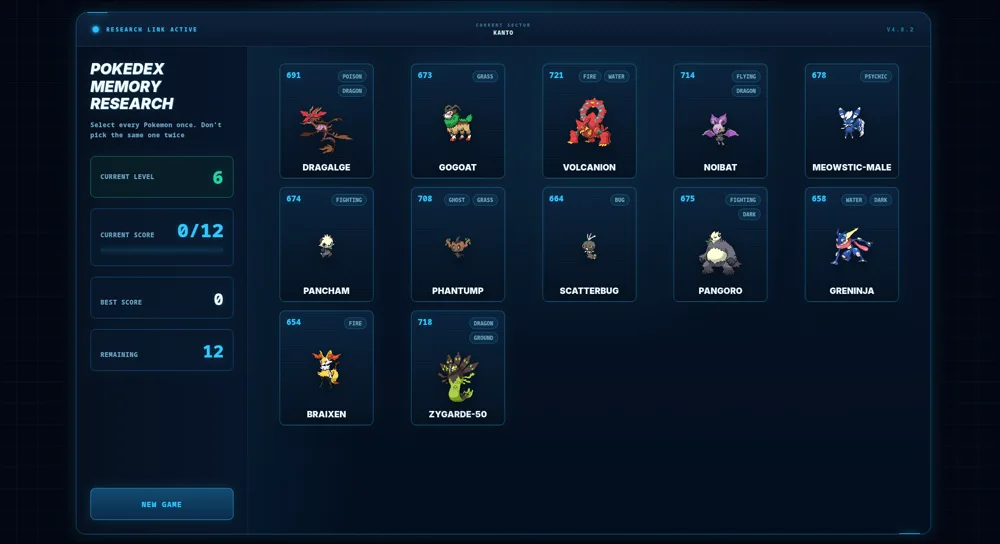 RESEARCH LINK ACTIVE
CURRENT SECTOR
KANTO
V4.0.2
POKEDEX
MEMORY
RESEARCH
Select every Pokemon once. Don't
pick the same one twice
CURRENT LEVEL 6
CURRENT SCORE 0/12
BEST SCORE 0
REMAINING 12
NEW GAME
691 POISON
DRAGON
DRAGALGE
673 GRASS
GOGOAT
721 FIRE WATER
VOLCANION
714 FLYING
DRAGON
NOIBAT
678 PSYCHIC
MEOWSTIC-MALE
674 FIGHTING
PANCHAM
708 GHOST GRASS
PHANTUMP
664 BUG
SCATTERBUG
675 FIGHTING
DARK
PANGORO
658 WATER DARK
GRENINJA
654 FIRE
BRAIXEN
718 DRAGON
GROUND
ZYGARDE-50